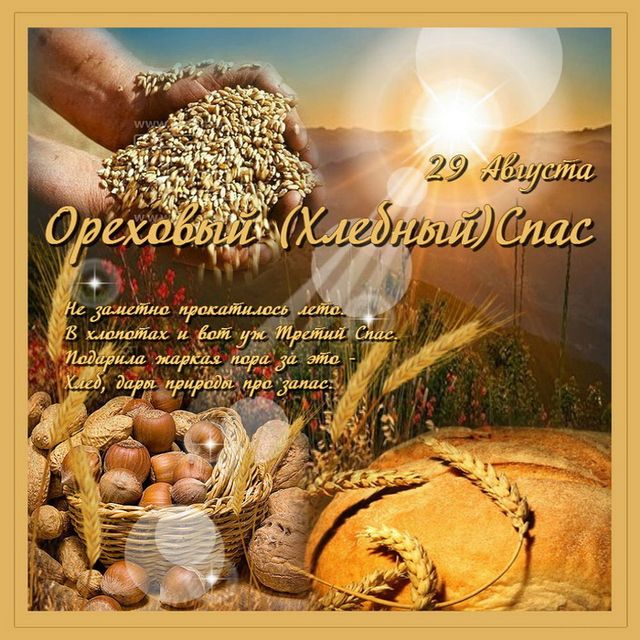 www
29 Августа
Ореховый (Хлебный) Спас
Не заметно прокатилось лето.
В хлопотах и вот уж Третий Спас.
Подарила жаркая пора за это -
Хлеб, дары природы про запас.